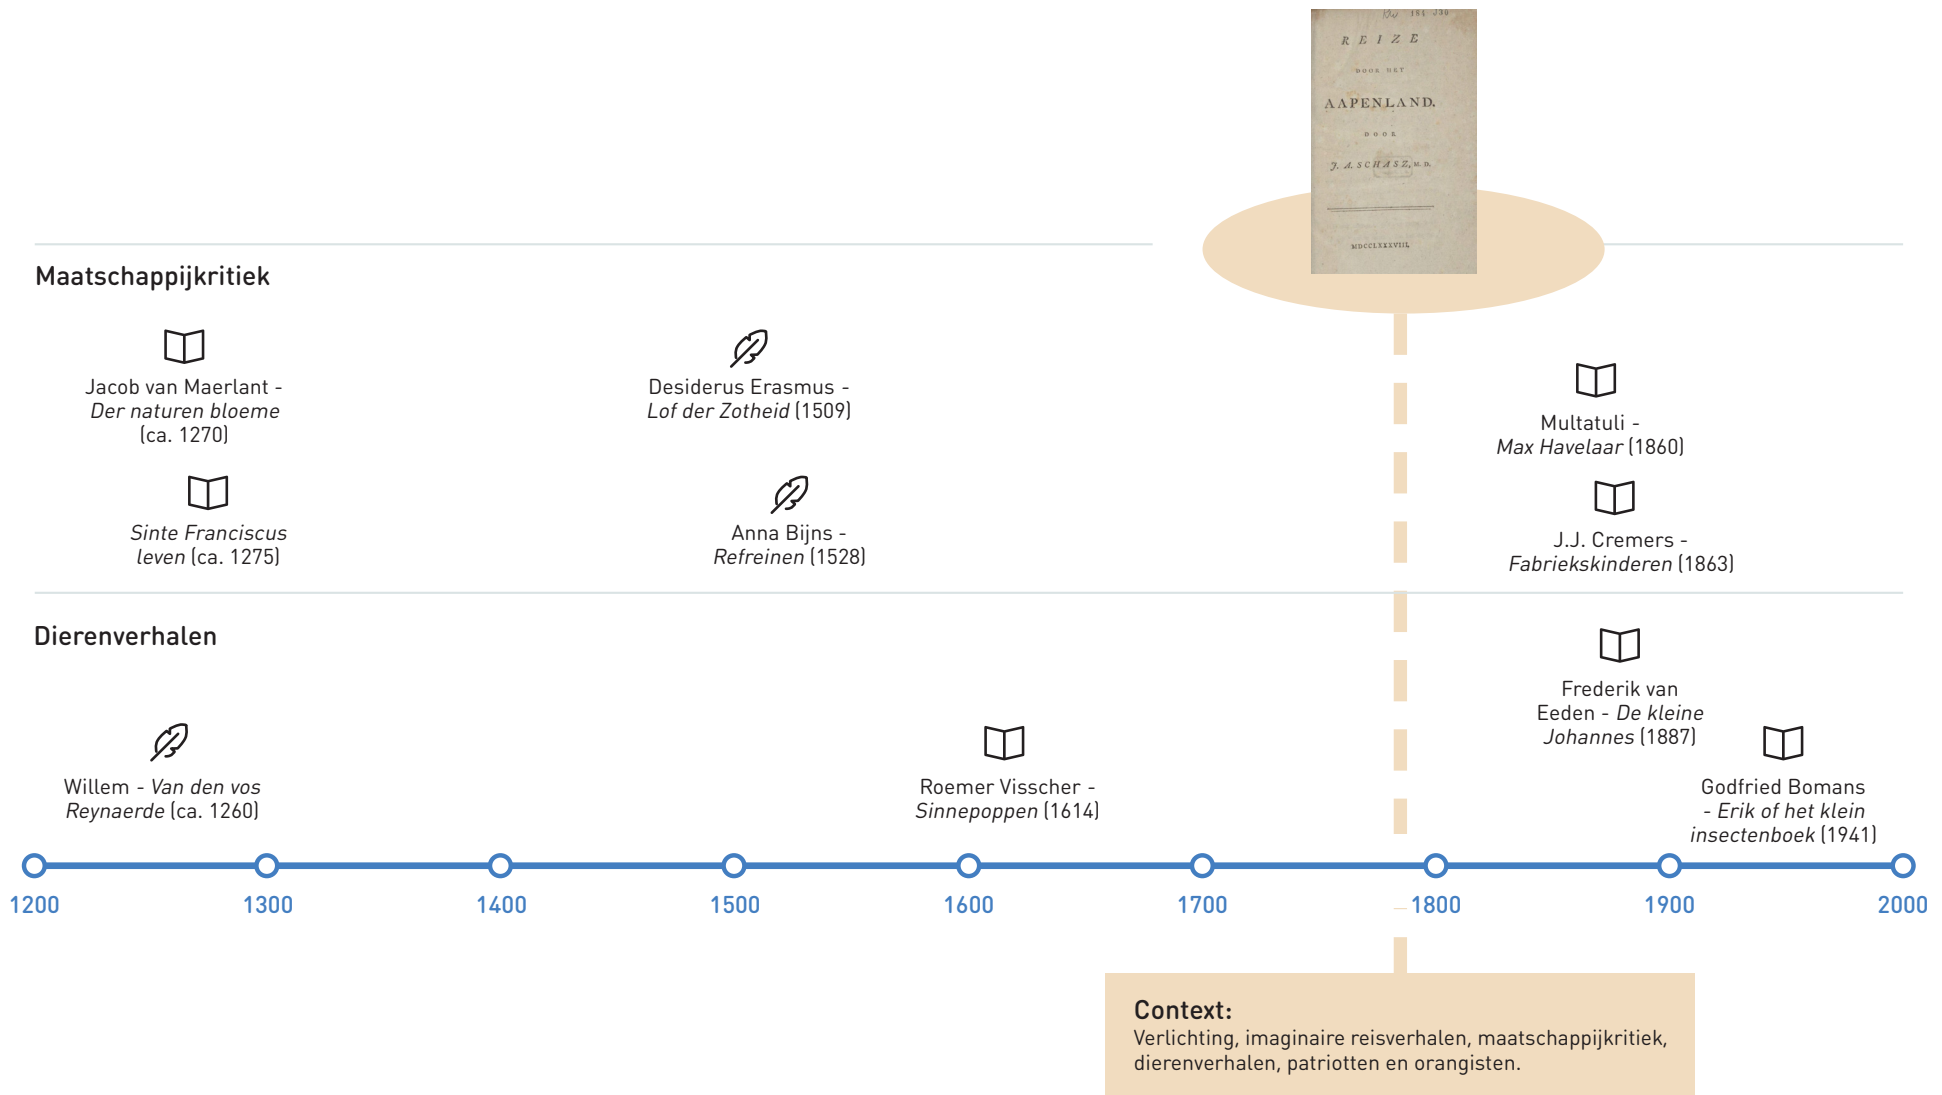 REIZE
DOOR HET
AAPENLAND.
DOOR
J. A. SCHASZ, M. D.
MDCCLXXXVIII.
Maatschappijkritiek
Jacob van Maerlant -
Der naturen bloeme
(ca. 1270)
Desiderus Erasmus -
Lof der Zotheid (1509)
Multatuli -
Max Havelaar (1860)
Sinte Franciscus
leven (ca. 1275)
Anna Bijns -
Refreinen (1528)
J.J. Cremers -
Fabriekskinderen (1863)
Dierenverhalen
Frederik van
Eeden - De kleine
Johannes (1887)
Willem - Van den vos
Reynaerde (ca. 1260)
Roemer Visscher -
Sinnepoppen (1614)
Godfried Bomans
- Erik of het klein
insectenboek (1941)
1200 1300 1400 1500 1600 1700 1800 1900 2000
Context:
Verlichting, imaginaire reisverhalen, maatschappijkritiek,
dierenverhalen, patriotten en orangisten.